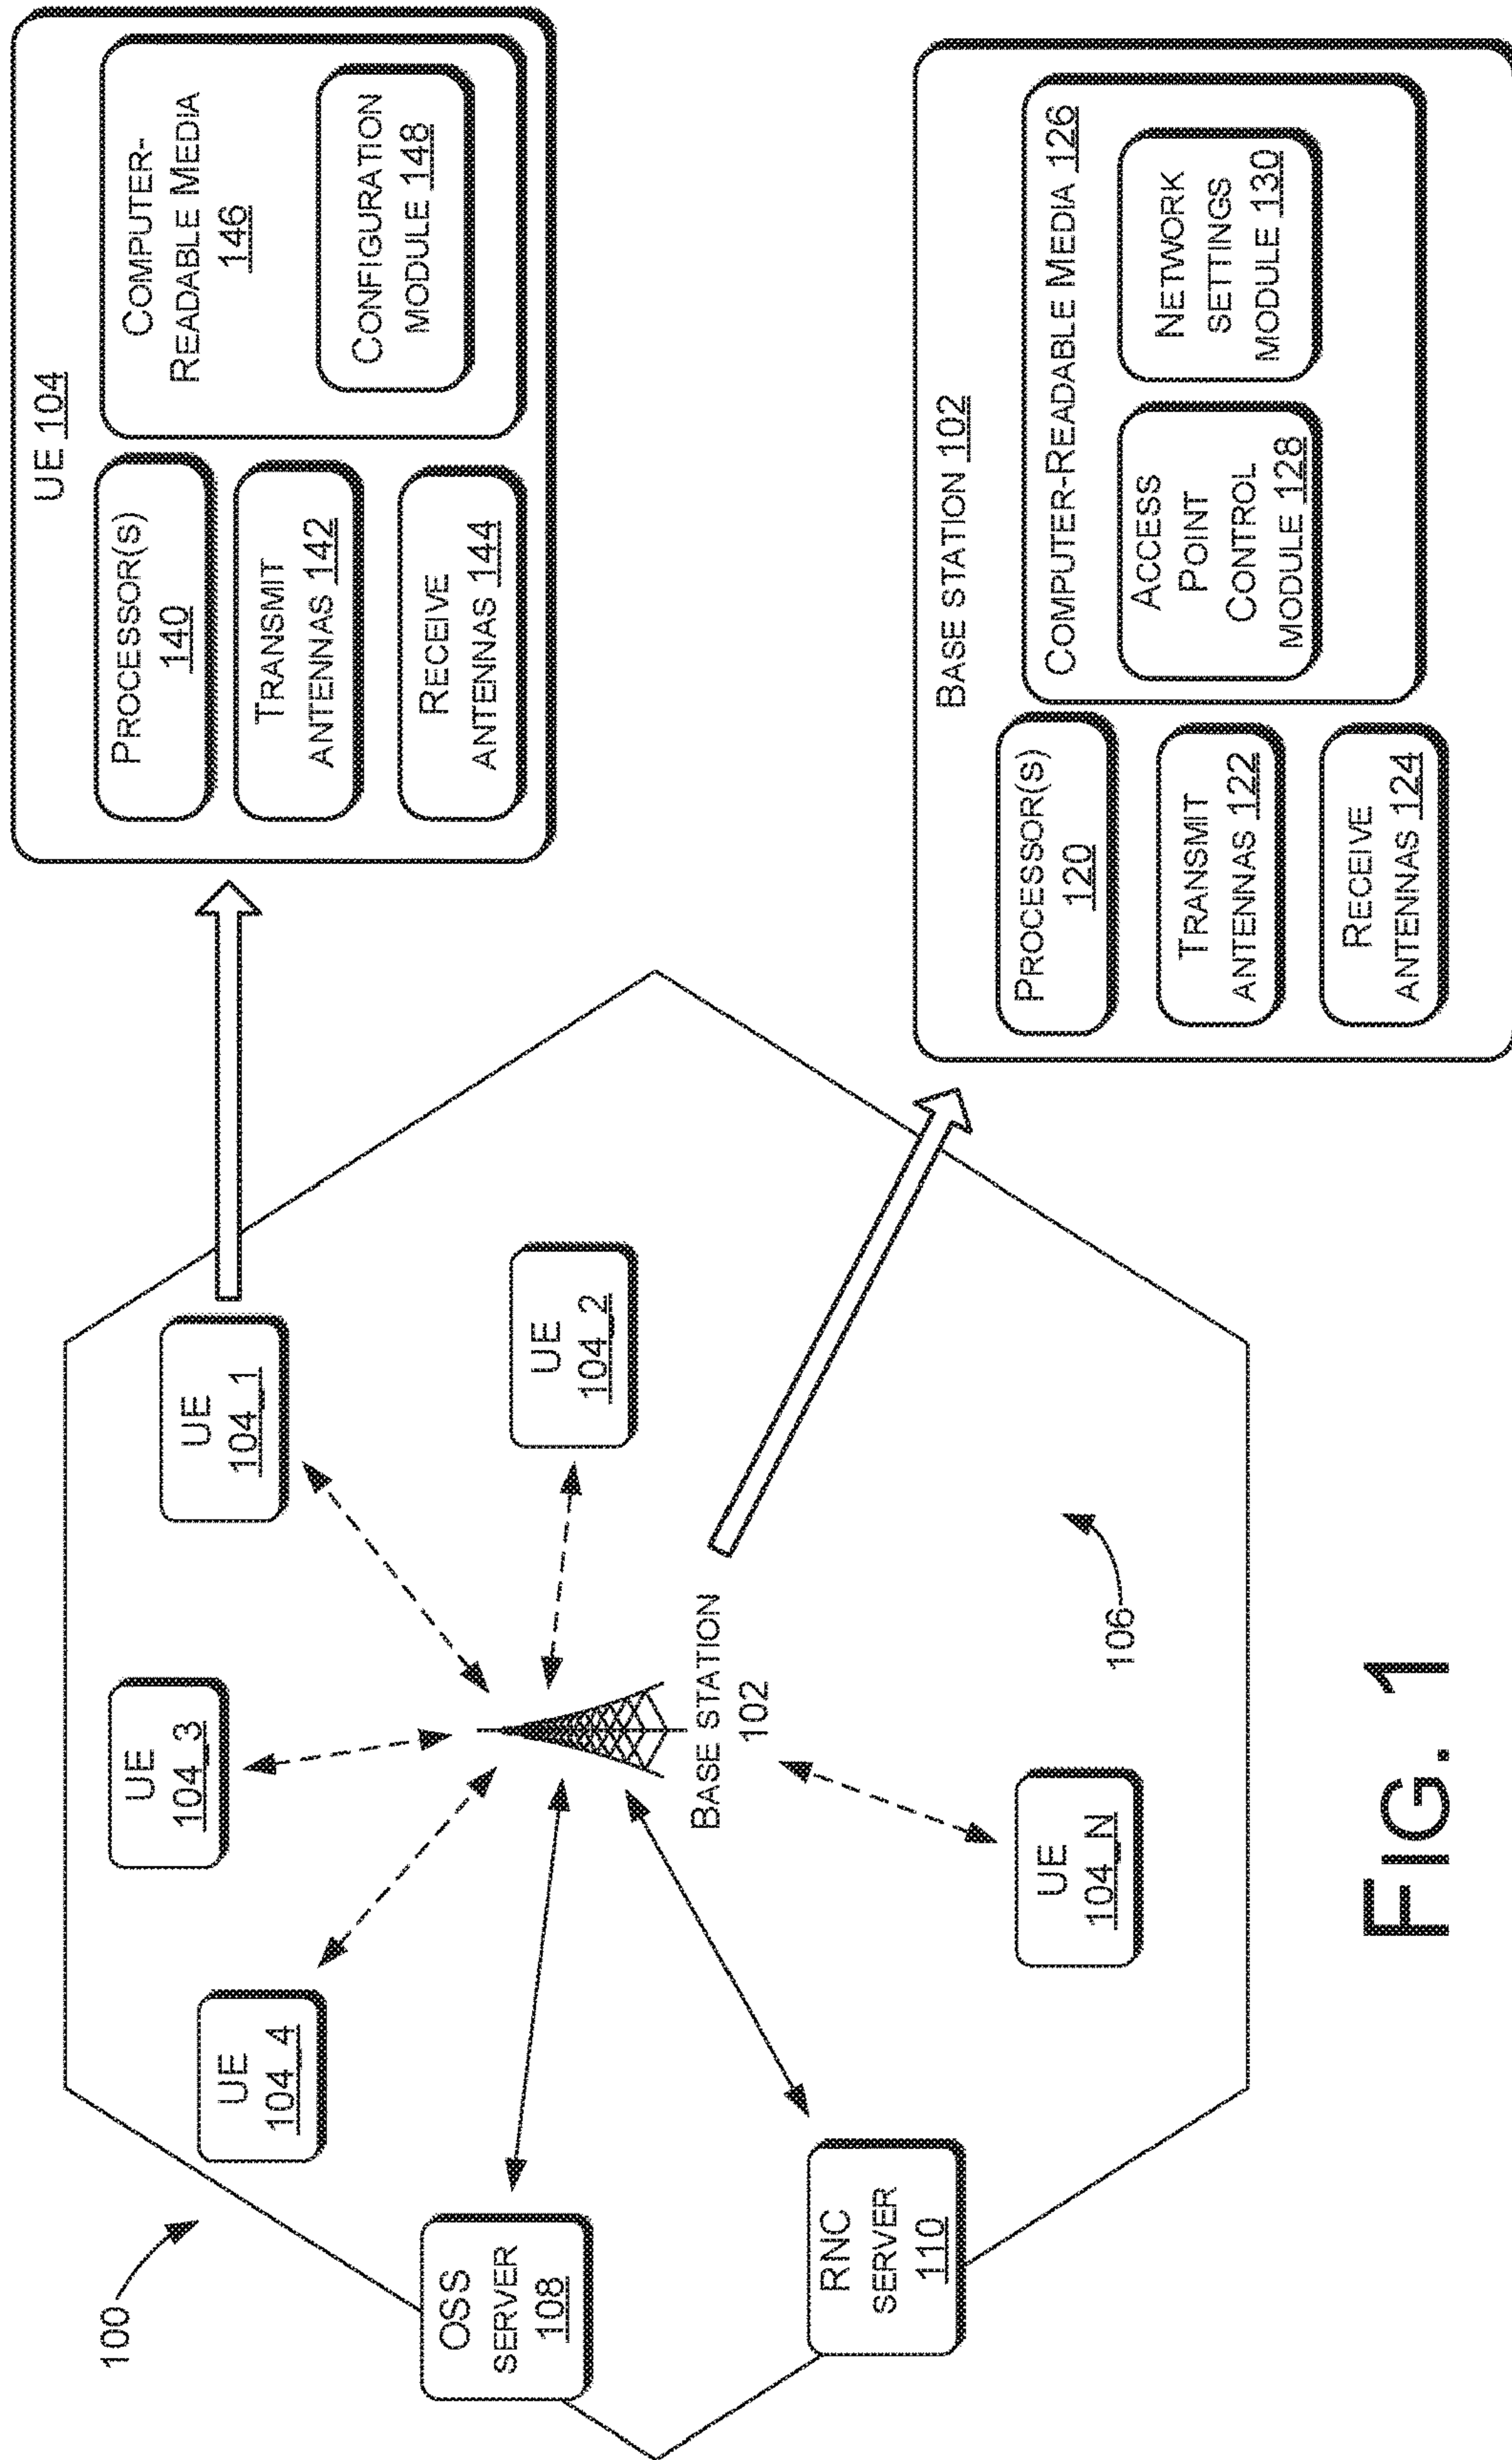 100
UE
104_4
UE
104_3
UE
104_1
UE
104_2
OSS
SERVER
108
RNC
SERVER
110
BASE STATION
102
UE
104_N
106
UE 104
PROCESSOR(S)
140
TRANSMIT
ANTENNAS 142
RECEIVE
ANTENNAS 144
COMPUTER-
READABLE MEDIA
146
CONFIGURATION
MODULE 148
BASE STATION 102
PROCESSOR(S)
120
TRANSMIT
ANTENNAS 122
RECEIVE
ANTENNAS 124
COMPUTER-READABLE MEDIA 126
ACCESS
POINT
CONTROL
MODULE 128
NETWORK
SETTINGS
MODULE 130
FIG. 1